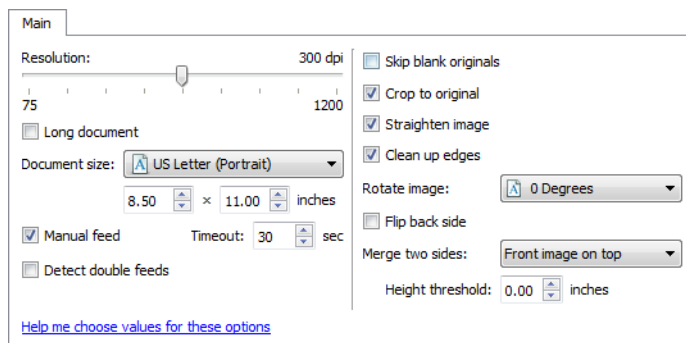 Main
Resolution: 300 dpi
75 1200
Long document
Document size: US Letter (Portrait)
8.50 × 11.00 inches
Manual feed Timeout: 30 sec
Detect double feeds
Help me choose values for these options
Skip blank originals
Crop to original
Straighten image
Clean up edges
Rotate image: 0 Degrees
Flip back side
Merge two sides: Front image on top
Height threshold: 0.00 inches